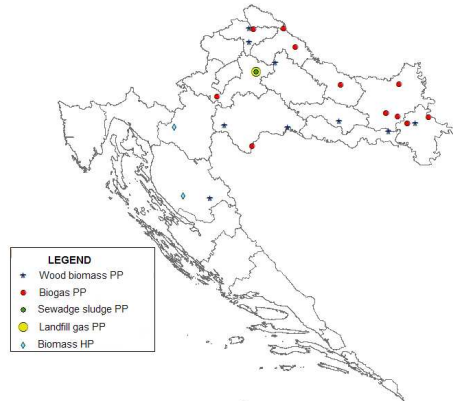 LEGEND
Wood biomass PP
Biogas PP
Sewadge sludge PP
Landfill gas PP
Biomass HP